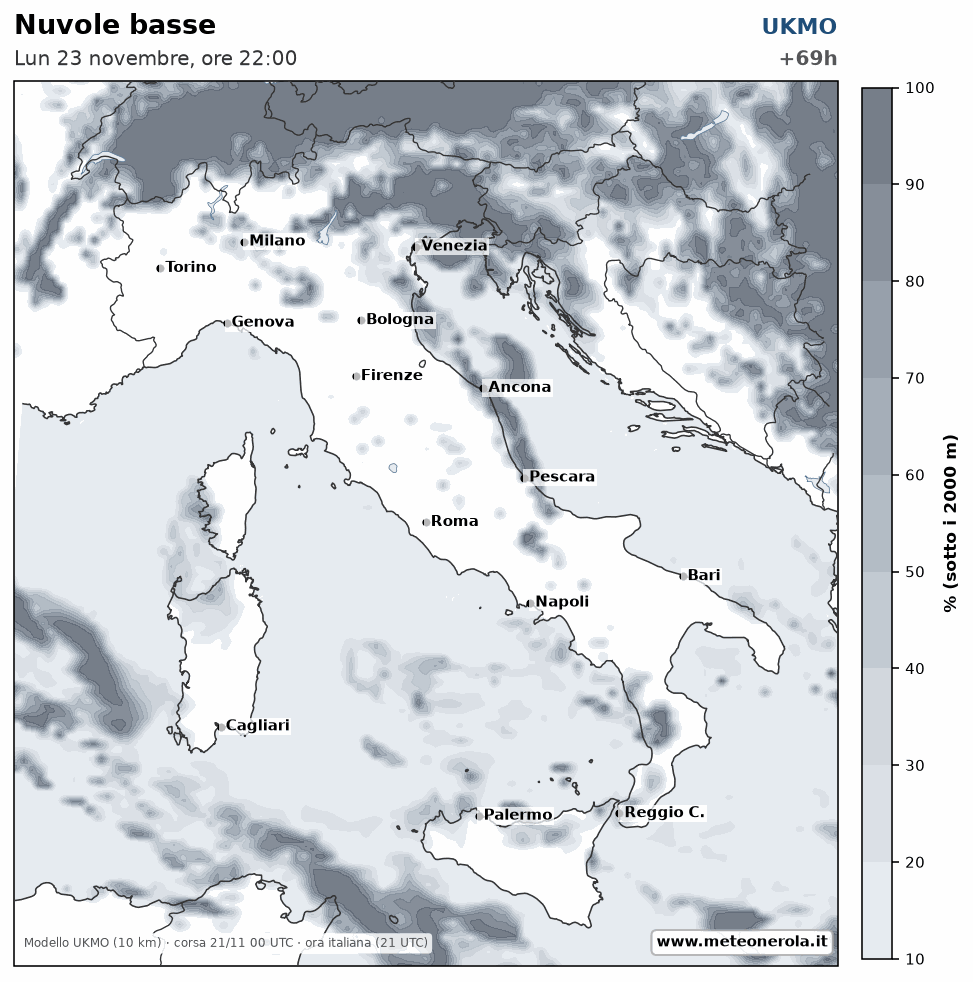 Nuvole basse
UKMO
Lun 23 novembre, ore 22:00
+69h
100
90
80
70
60
50
40
30
20
10
% (sotto i 2000 m)
Milano
Venezia
Torino
Genova
Bologna
Firenze
Ancona
Pescara
Roma
Bari
Napoli
Cagliari
Palermo
Reggio C.
Modello UKMO (10 km) · corsa 21/11 00 UTC · ora italiana (21 UTC)
www.meteonerola.it